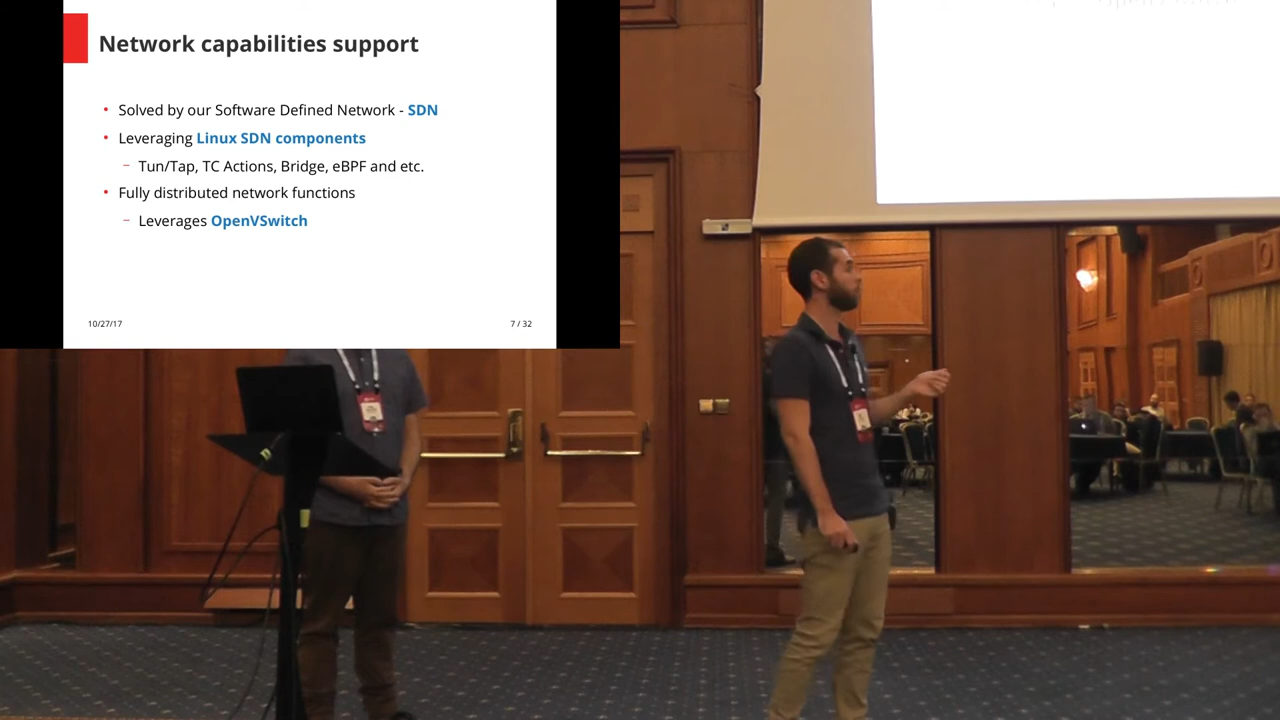 Network capabilities support
• Solved by our Software Defined Network - SDN
• Leveraging Linux SDN components
– Tun/Tap, TC Actions, Bridge, eBPF and etc.
• Fully distributed network functions
– Leverages OpenVSwitch
10/27/17
7 / 32